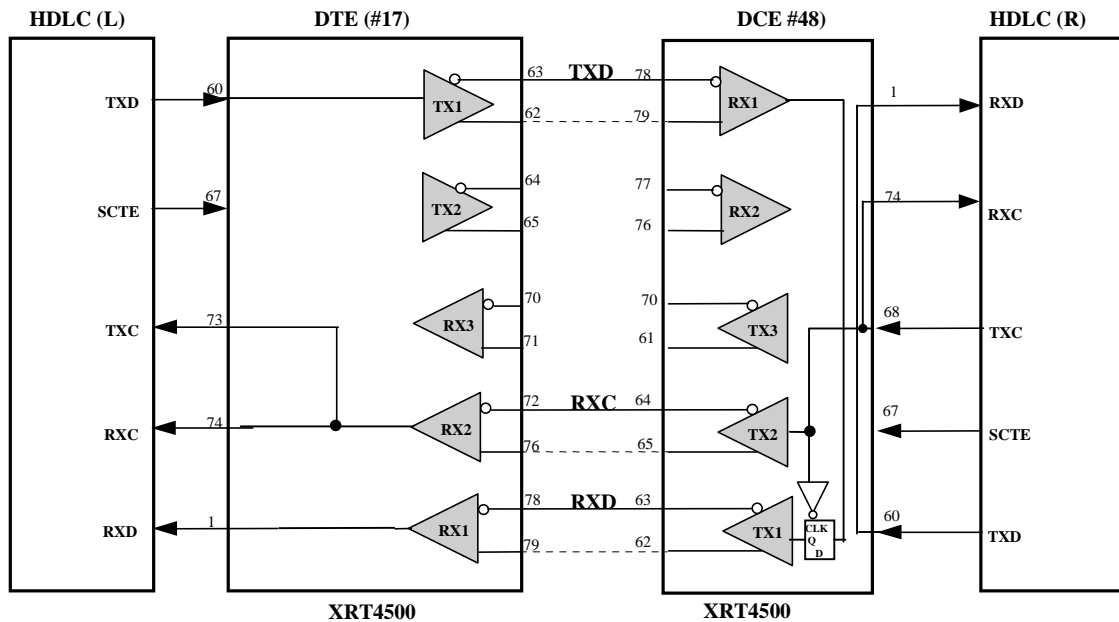 HDLC (L) DTE (#17) DCE #48) HDLC (R)
63 TXD 78
60 1
TXD TX1 RX1 RXD
62 79
64 77
67 74
SCTE TX2 RX2 RXC
65 76
70 70
73 68
TXC RX3 TX3 TXC
71 61
72 RXC 64
74 67
RXC RX2 TX2 SCTE
76 65
78 RXD 63
1 60
RXD RX1 TX1 CLK Q D TXD
79 62
XRT4500 XRT4500